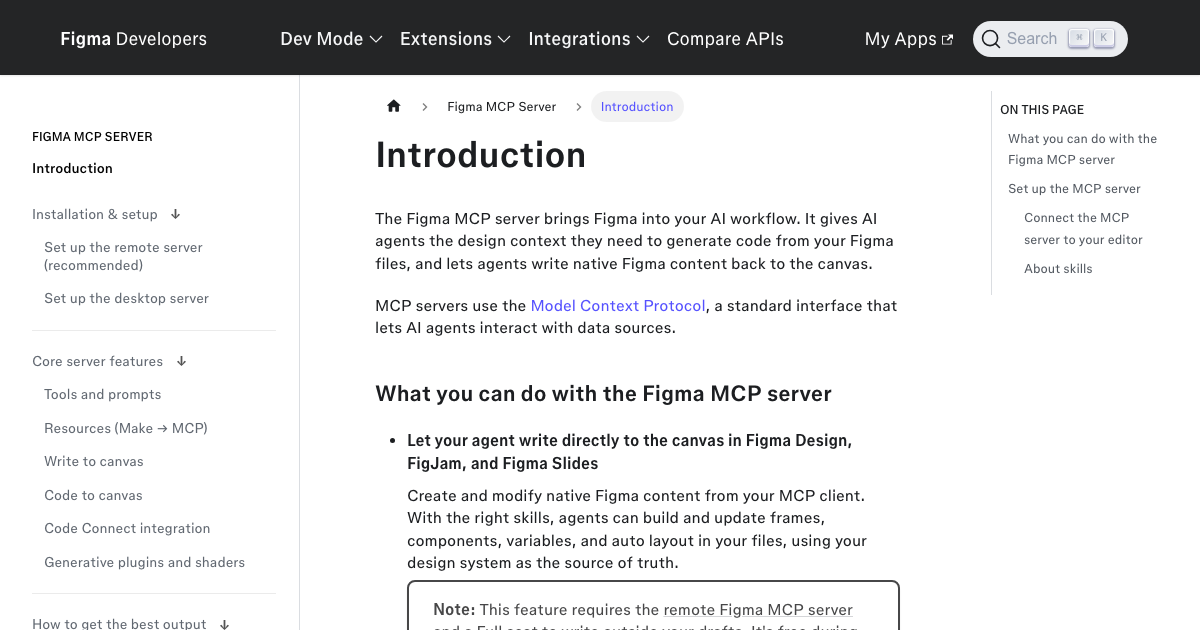 Figma Developers
Dev Mode
Extensions
Integrations
Compare APIs
My Apps
Search
⌘
K
FIGMA MCP SERVER
Introduction
Installation & setup ↓
Set up the remote server
(recommended)
Set up the desktop server
Core server features ↓
Tools and prompts
Resources (Make → MCP)
Write to canvas
Code to canvas
Code Connect integration
Generative plugins and shaders
How to get the best output ↓
Figma MCP Server
Introduction
Introduction
The Figma MCP server brings Figma into your AI workflow. It gives AI
agents the design context they need to generate code from your Figma
files, and lets agents write native Figma content back to the canvas.
MCP servers use the Model Context Protocol, a standard interface that
lets AI agents interact with data sources.
What you can do with the Figma MCP server
• Let your agent write directly to the canvas in Figma Design,
FigJam, and Figma Slides
Create and modify native Figma content from your MCP client.
With the right skills, agents can build and update frames,
components, variables, and auto layout in your files, using your
design system as the source of truth.
Note: This feature requires the remote Figma MCP server
and a Full seat to write outside your drafts. It's free during
ON THIS PAGE
What you can do with the
Figma MCP server
Set up the MCP server
Connect the MCP
server to your editor
About skills